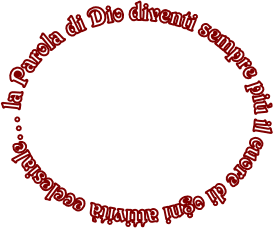 ...la Parola di Dio diventi sempre più il cuore di ogni attività ecclesiale...